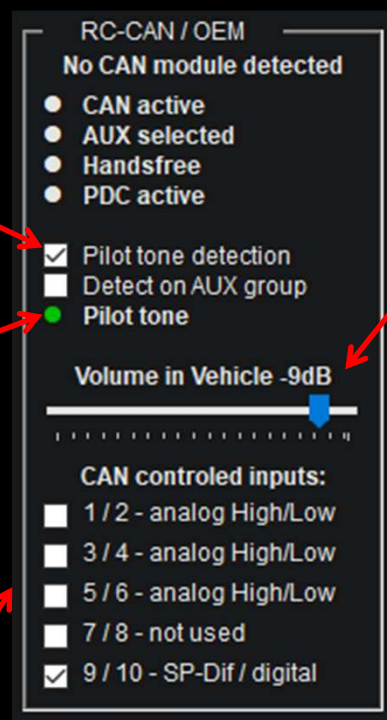 RC-CAN / OEM
No CAN module detected
CAN active
AUX selected
Handsfree
PDC active
Pilot tone detection
Detect on AUX group
Pilot tone
Volume in Vehicle -9dB
CAN controled inputs:
1 / 2 - analog High/Low
3 / 4 - analog High/Low
5 / 6 - analog High/Low
7 / 8 - not used
9 / 10 - SP-Dif / digital